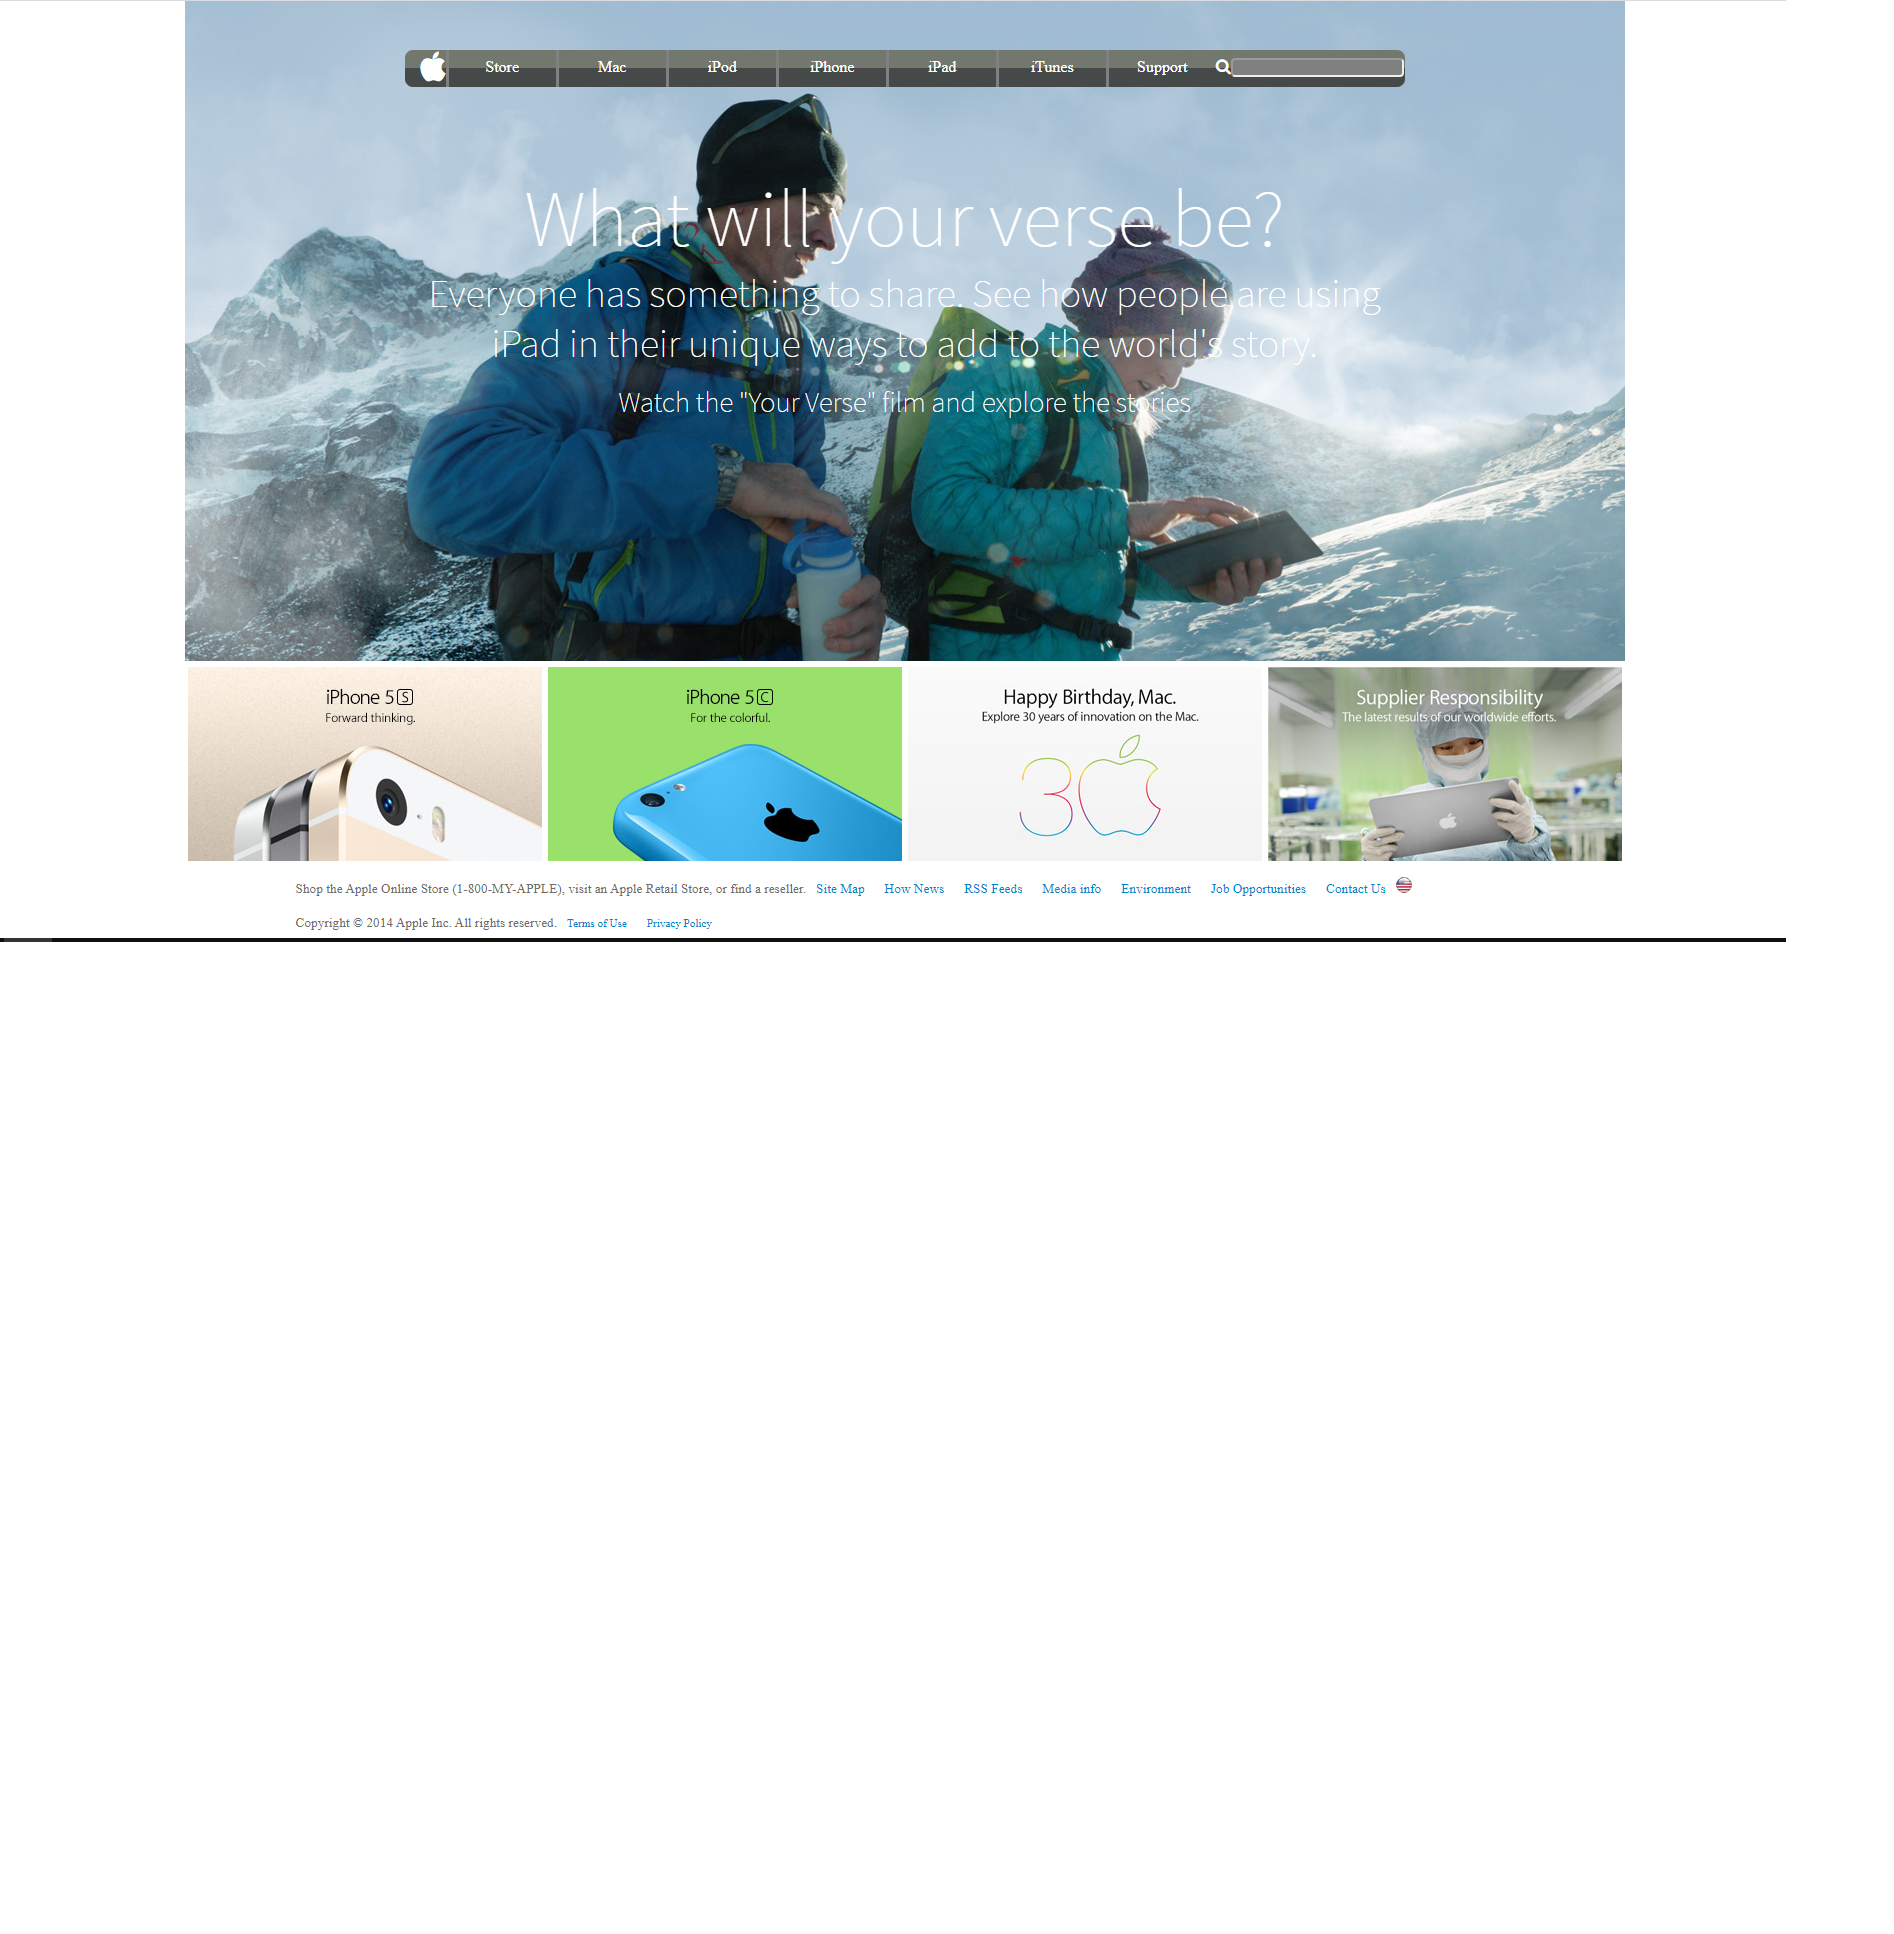 Store Mac iPod iPhone iPad iTunes Support
What will your verse be?
Everyone has something to share. See how people are using
iPad in their unique ways to add to the world's story.
Watch the "Your Verse" film and explore the stories
iPhone 5S
Forward thinking.
iPhone 5C
For the colorful.
Happy Birthday, Mac.
Explore 30 years of innovation on the Mac.
30
Supplier Responsibility
The latest results of our worldwide efforts.
Shop the Apple Online Store (1-800-MY-APPLE), visit an Apple Retail Store, or find a reseller. Site Map How News RSS Feeds Media info Environment Job Opportunities Contact Us
Copyright © 2014 Apple Inc. All rights reserved. Terms of Use Privacy Policy